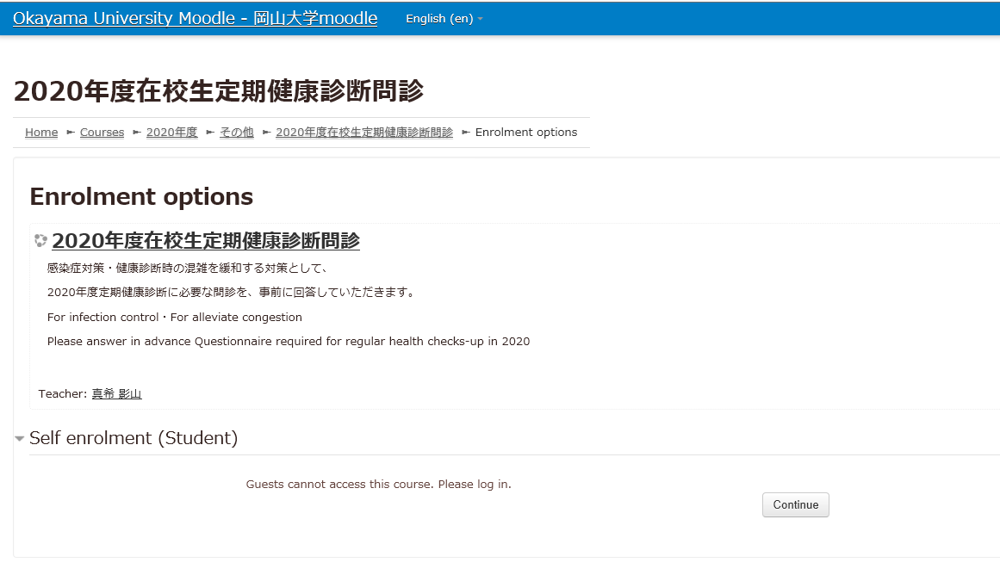 Okayama University Moodle - 岡山大学moodle English (en)
2020年度在校生定期健康診断問診
Home ► Courses ► 2020年度 ► その他 ► 2020年度在校生定期健康診断問診 ► Enrolment options
Enrolment options
2020年度在校生定期健康診断問診
感染症対策・健康診断時の混雑を緩和する対策として、
2020年度定期健康診断に必要な問診を、事前に回答していただきます。
For infection control・For alleviate congestion
Please answer in advance Questionnaire required for regular health checks-up in 2020
Teacher: 真希 影山
Self enrolment (Student)
Guests cannot access this course. Please log in.
Continue